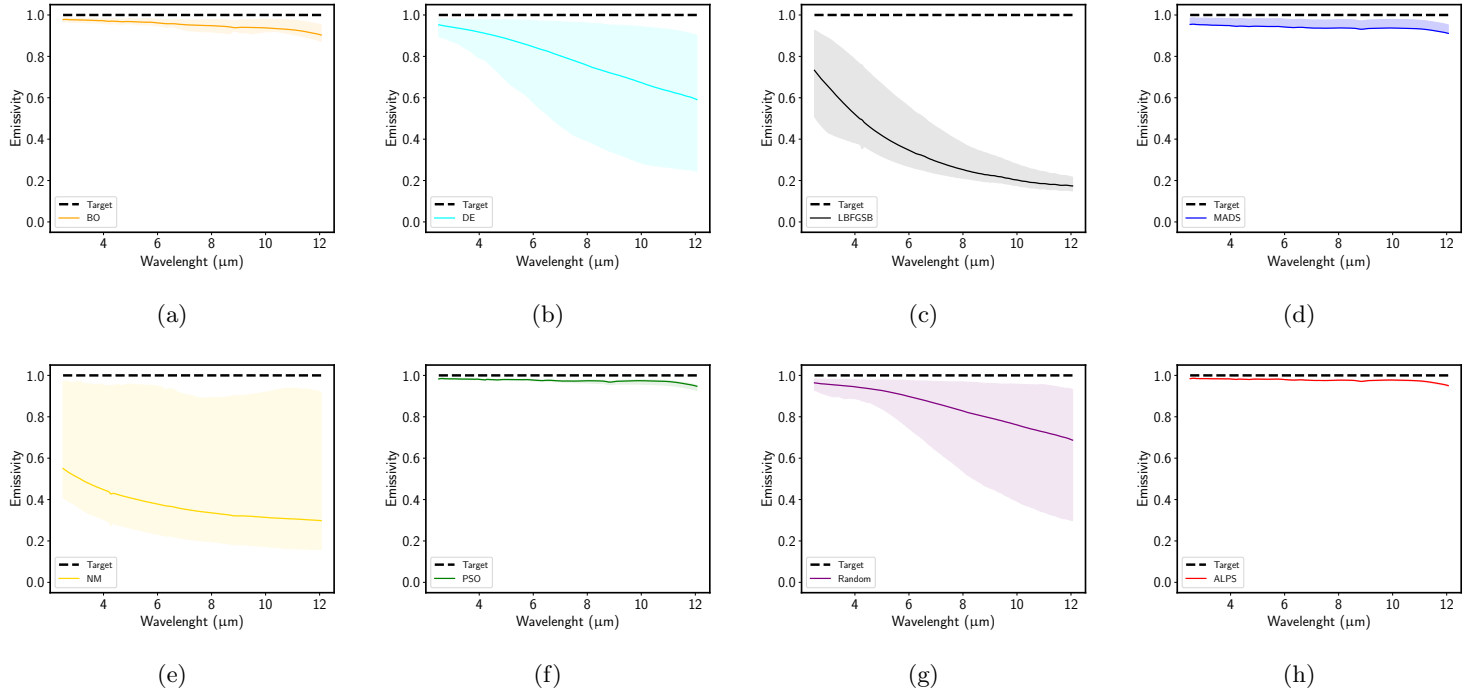 1.0
0.8
0.6
0.4
0.2
0.0
Emissivity
Target
BO
4 6 8 10 12
Wavelenght (μm)
(a)
1.0
0.8
0.6
0.4
0.2
0.0
Emissivity
Target
DE
4 6 8 10 12
Wavelenght (μm)
(b)
1.0
0.8
0.6
0.4
0.2
0.0
Emissivity
Target
LBFGSB
4 6 8 10 12
Wavelenght (μm)
(c)
1.0
0.8
0.6
0.4
0.2
0.0
Emissivity
Target
MADS
4 6 8 10 12
Wavelenght (μm)
(d)
1.0
0.8
0.6
0.4
0.2
0.0
Emissivity
Target
NM
4 6 8 10 12
Wavelenght (μm)
(e)
1.0
0.8
0.6
0.4
0.2
0.0
Emissivity
Target
PSO
4 6 8 10 12
Wavelenght (μm)
(f)
1.0
0.8
0.6
0.4
0.2
0.0
Emissivity
Target
Random
4 6 8 10 12
Wavelenght (μm)
(g)
1.0
0.8
0.6
0.4
0.2
0.0
Emissivity
Target
ALPS
4 6 8 10 12
Wavelenght (μm)
(h)